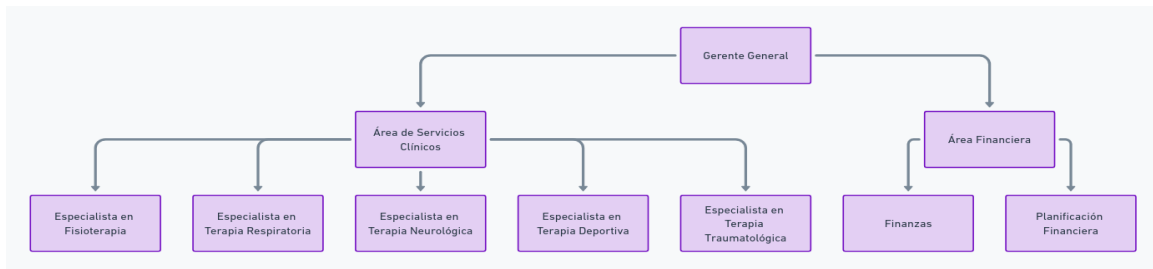 Gerente General
Área de Servicios
Clínicos
Área Financiera
Especialista en
Fisioterapia
Especialista en
Terapia Respiratoria
Especialista en
Terapia Neurológica
Especialista en
Terapia Deportiva
Especialista en
Terapia
Traumatológica
Finanzas
Planificación
Financiera